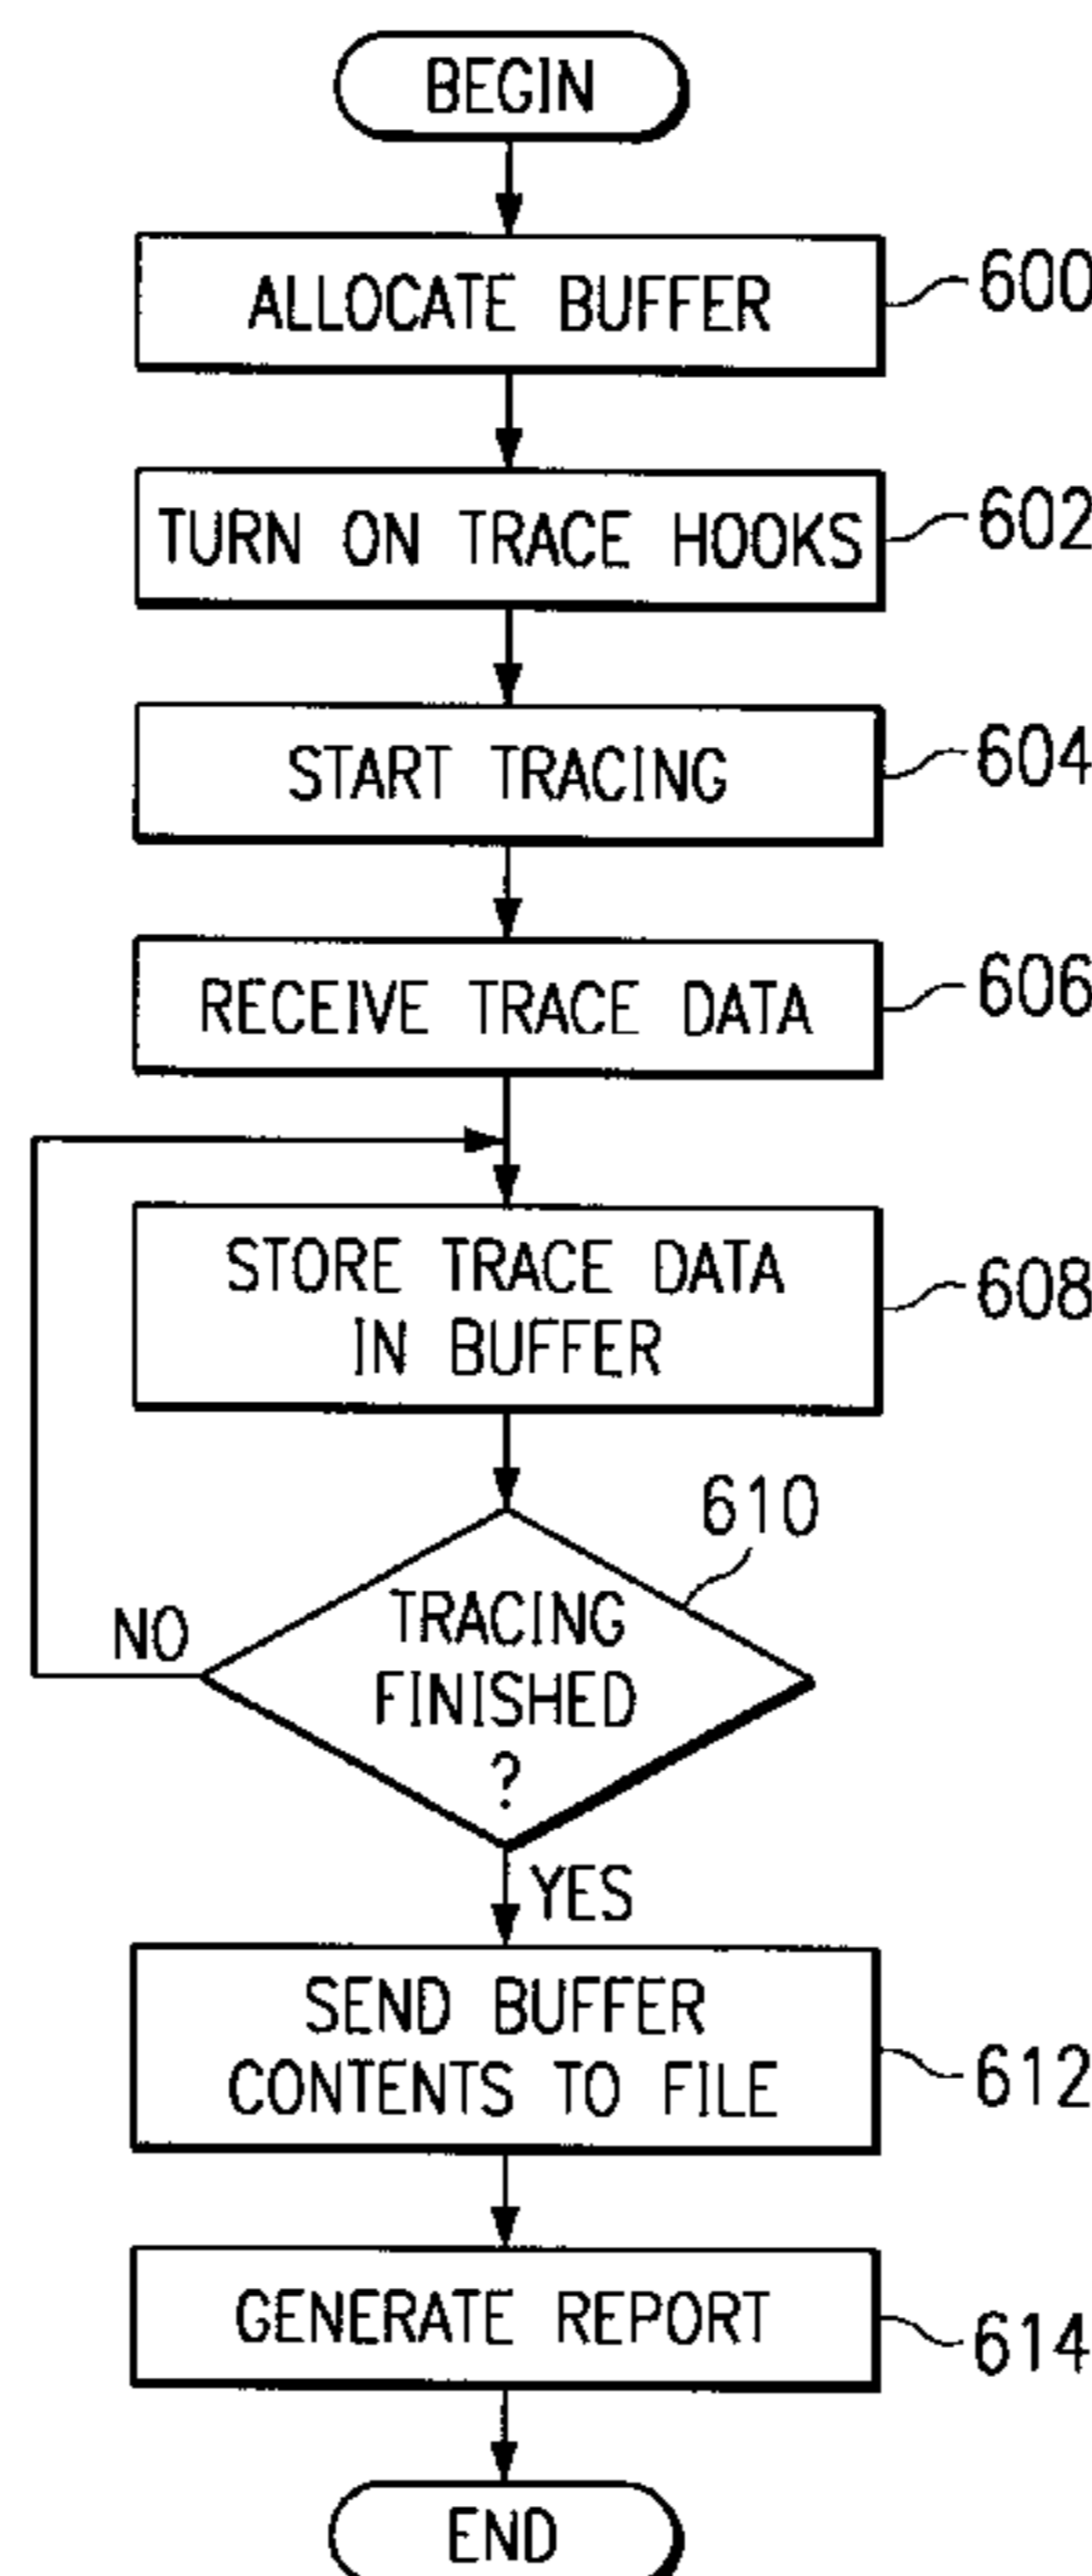 BEGIN
ALLOCATE BUFFER
600
TURN ON TRACE HOOKS
602
START TRACING
604
RECEIVE TRACE DATA
606
STORE TRACE DATA
IN BUFFER
608
610
TRACING
FINISHED
?
NO
YES
SEND BUFFER
CONTENTS TO FILE
612
GENERATE REPORT
614
END